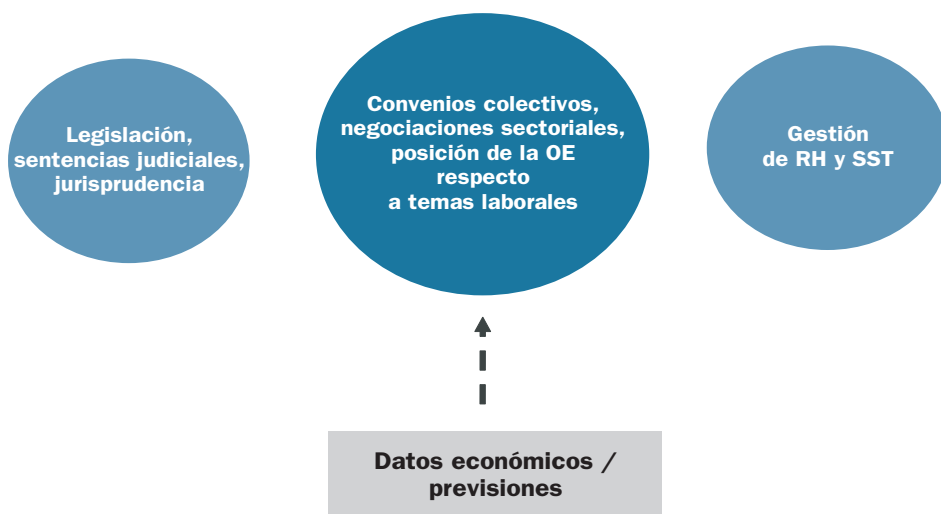 Legislación,
sentencias judiciales,
jurisprudencia
Convenios colectivos,
negociaciones sectoriales,
posición de la OE
respecto
a temas laborales
Gestión
de RH y SST
Datos económicos /
previsiones